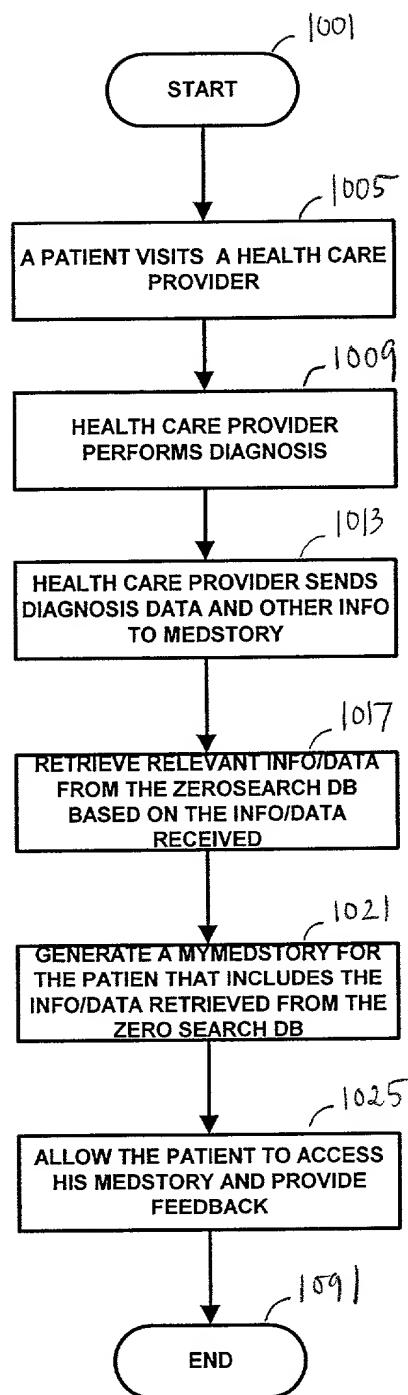 1001
START
1005
A PATIENT VISITS A HEALTH CARE
PROVIDER
1009
HEALTH CARE PROVIDER
PERFORMS DIAGNOSIS
1013
HEALTH CARE PROVIDER SENDS
DIAGNOSIS DATA AND OTHER INFO
TO MEDSTORY
1017
RETRIEVE RELEVANT INFO/DATA
FROM THE ZEROSEARCH DB
BASED ON THE INFO/DATA
RECEIVED
1021
GENERATE A MYMEDSTORY FOR
THE PATIEN THAT INCLUDES THE
INFO/DATA RETRIEVED FROM THE
ZERO SEARCH DB
1025
ALLOW THE PATIENT TO ACCESS
HIS MEDSTORY AND PROVIDE
FEEDBACK
1091
END